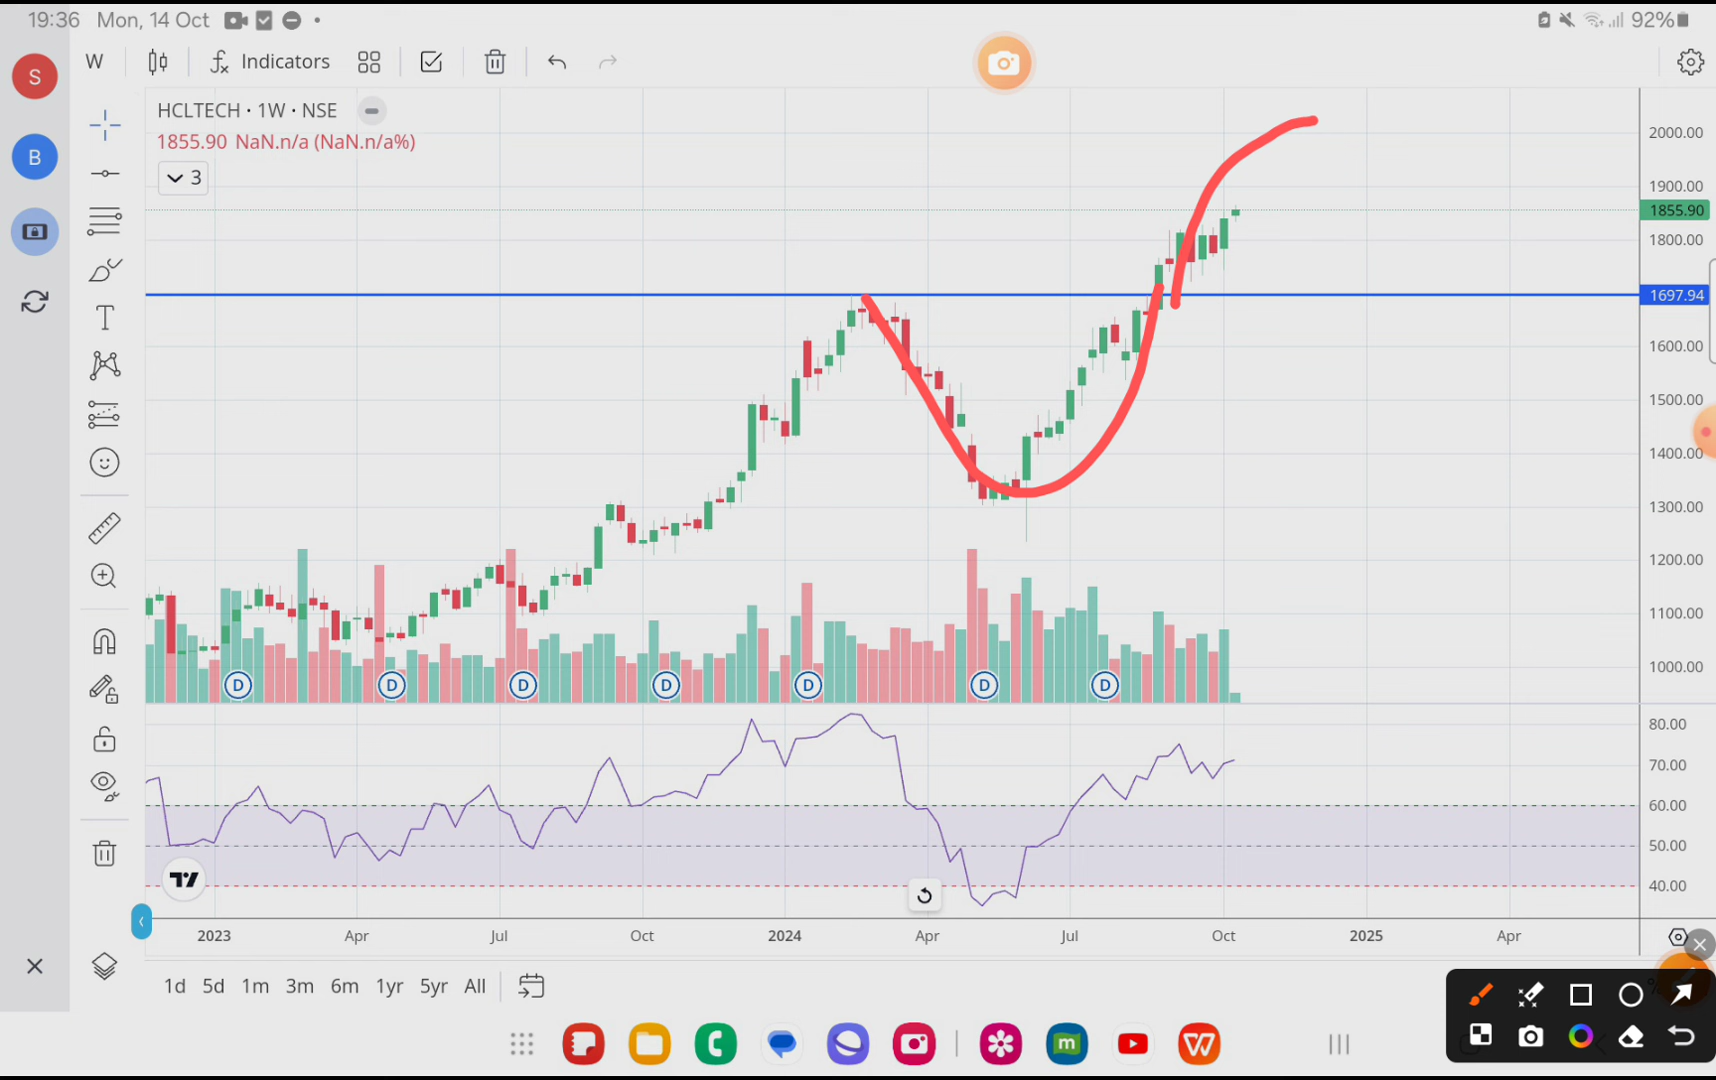 19:36 Mon, 14 Oct
92%
S
B
W
Indicators
HCLTECH · 1W · NSE
1855.90 NaN.n/a (NaN.n/a%)
3
T
2000.00
1900.00
1855.90
1800.00
1697.94
1600.00
1500.00
1400.00
1300.00
1200.00
1100.00
1000.00
D D D D D D D
80.00
70.00
60.00
50.00
40.00
2023 Apr Jul Oct 2024 Apr Jul Oct 2025 Apr
1d 5d 1m 3m 6m 1yr 5yr All
m